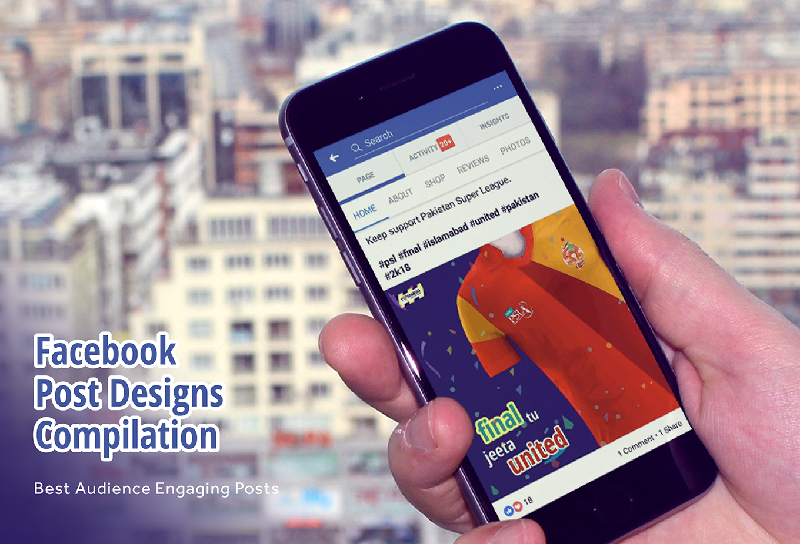 Search
PAGE
ACTIVITY 20+
INSIGHTS
HOME ABOUT SHOP REVIEWS PHOTOS
Keep support Pakistan Super League.
#psl #final #islamabad #united #pakistan
#2k18
PSL
final tu
jeeta
united
18
1 Comment • 1 Share
Facebook
Post Designs
Compilation
Best Audience Engaging Posts